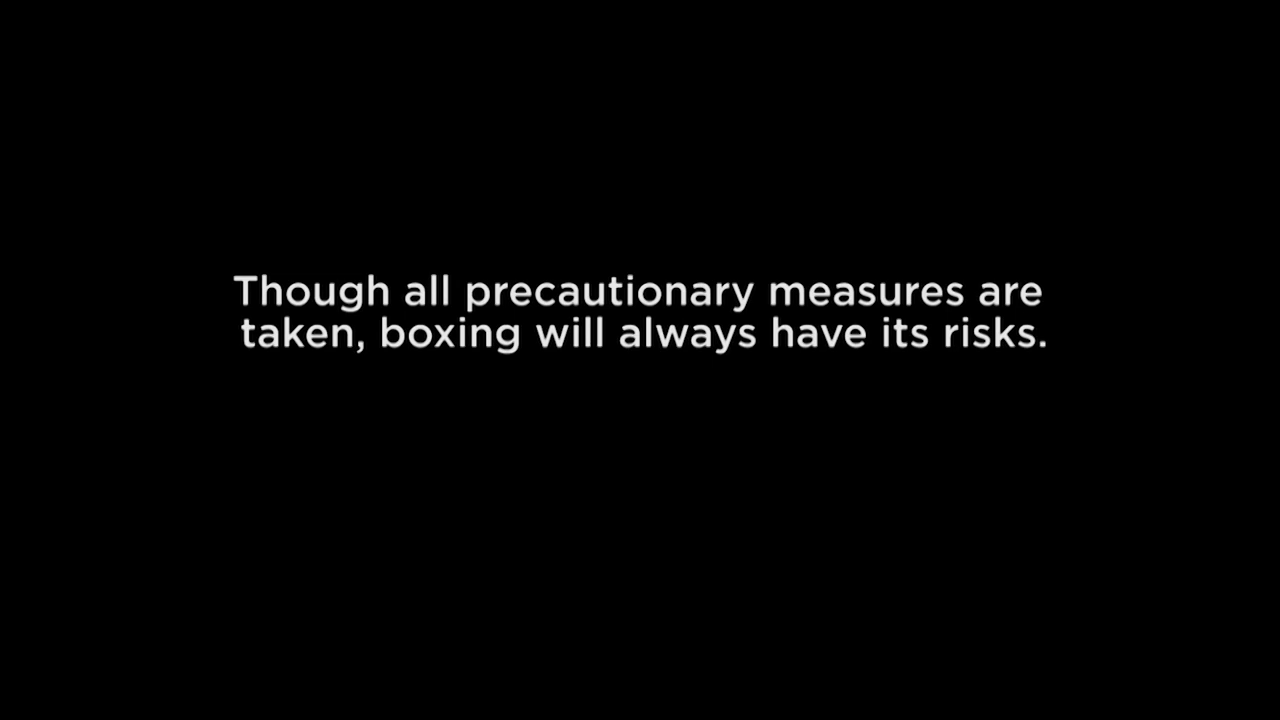 Though all precautionary measures are
taken, boxing will always have its risks.